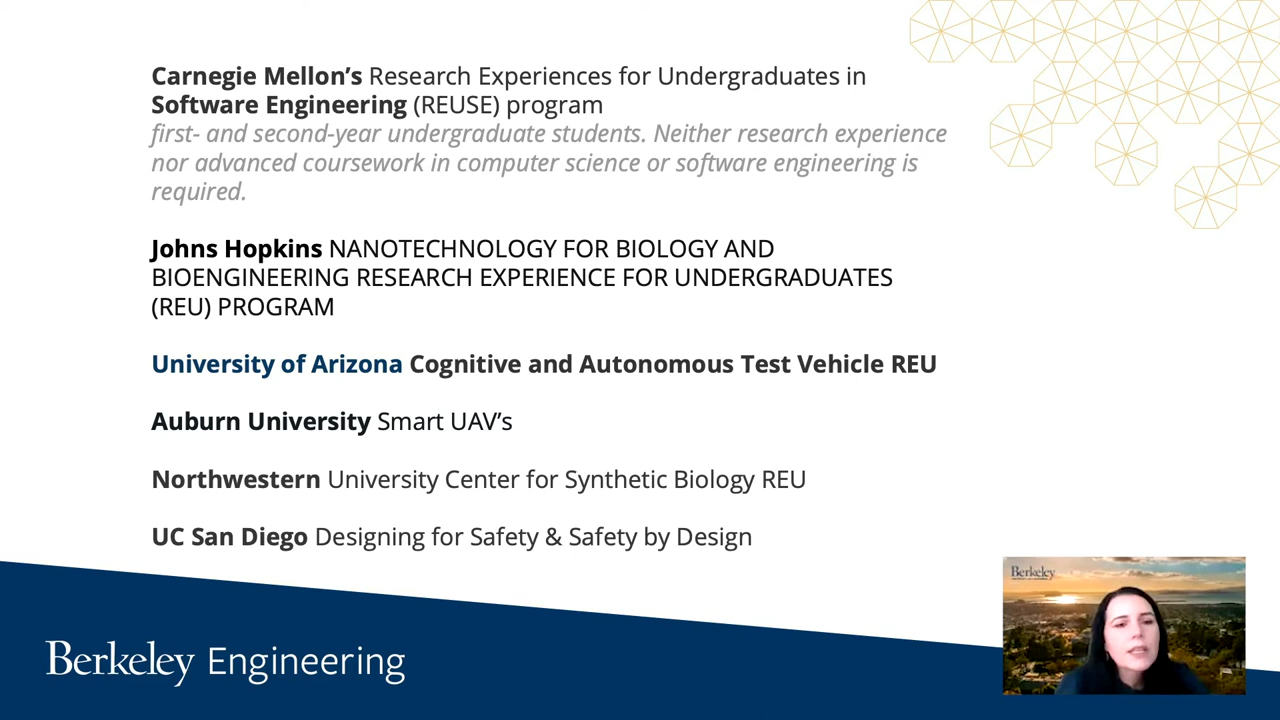 Carnegie Mellon’s Research Experiences for Undergraduates in
Software Engineering (REUSE) program
first- and second-year undergraduate students. Neither research experience
nor advanced coursework in computer science or software engineering is
required.
Johns Hopkins NANOTECHNOLOGY FOR BIOLOGY AND
BIOENGINEERING RESEARCH EXPERIENCE FOR UNDERGRADUATES
(REU) PROGRAM
University of Arizona Cognitive and Autonomous Test Vehicle REU
Auburn University Smart UAV’s
Northwestern University Center for Synthetic Biology REU
UC San Diego Designing for Safety & Safety by Design
Berkeley
Berkeley Engineering